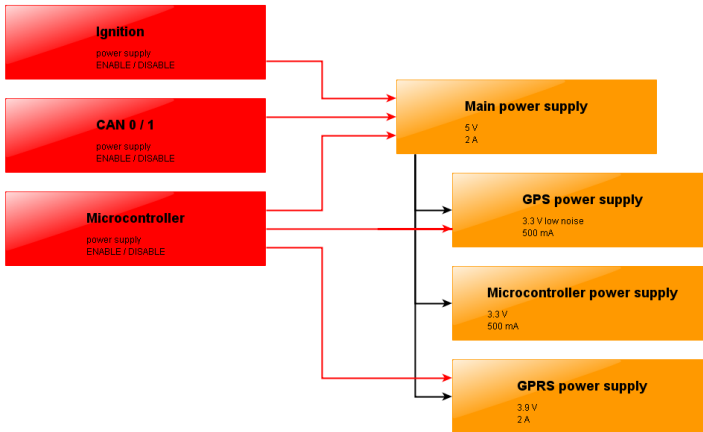 Ignition
power supply
ENABLE / DISABLE
CAN 0 / 1
power supply
ENABLE / DISABLE
Microcontroller
power supply
ENABLE / DISABLE
Main power supply
5 V
2 A
GPS power supply
3.3 V low noise
500 mA
Microcontroller power supply
3.3 V
500 mA
GPRS power supply
3.9 V
2 A